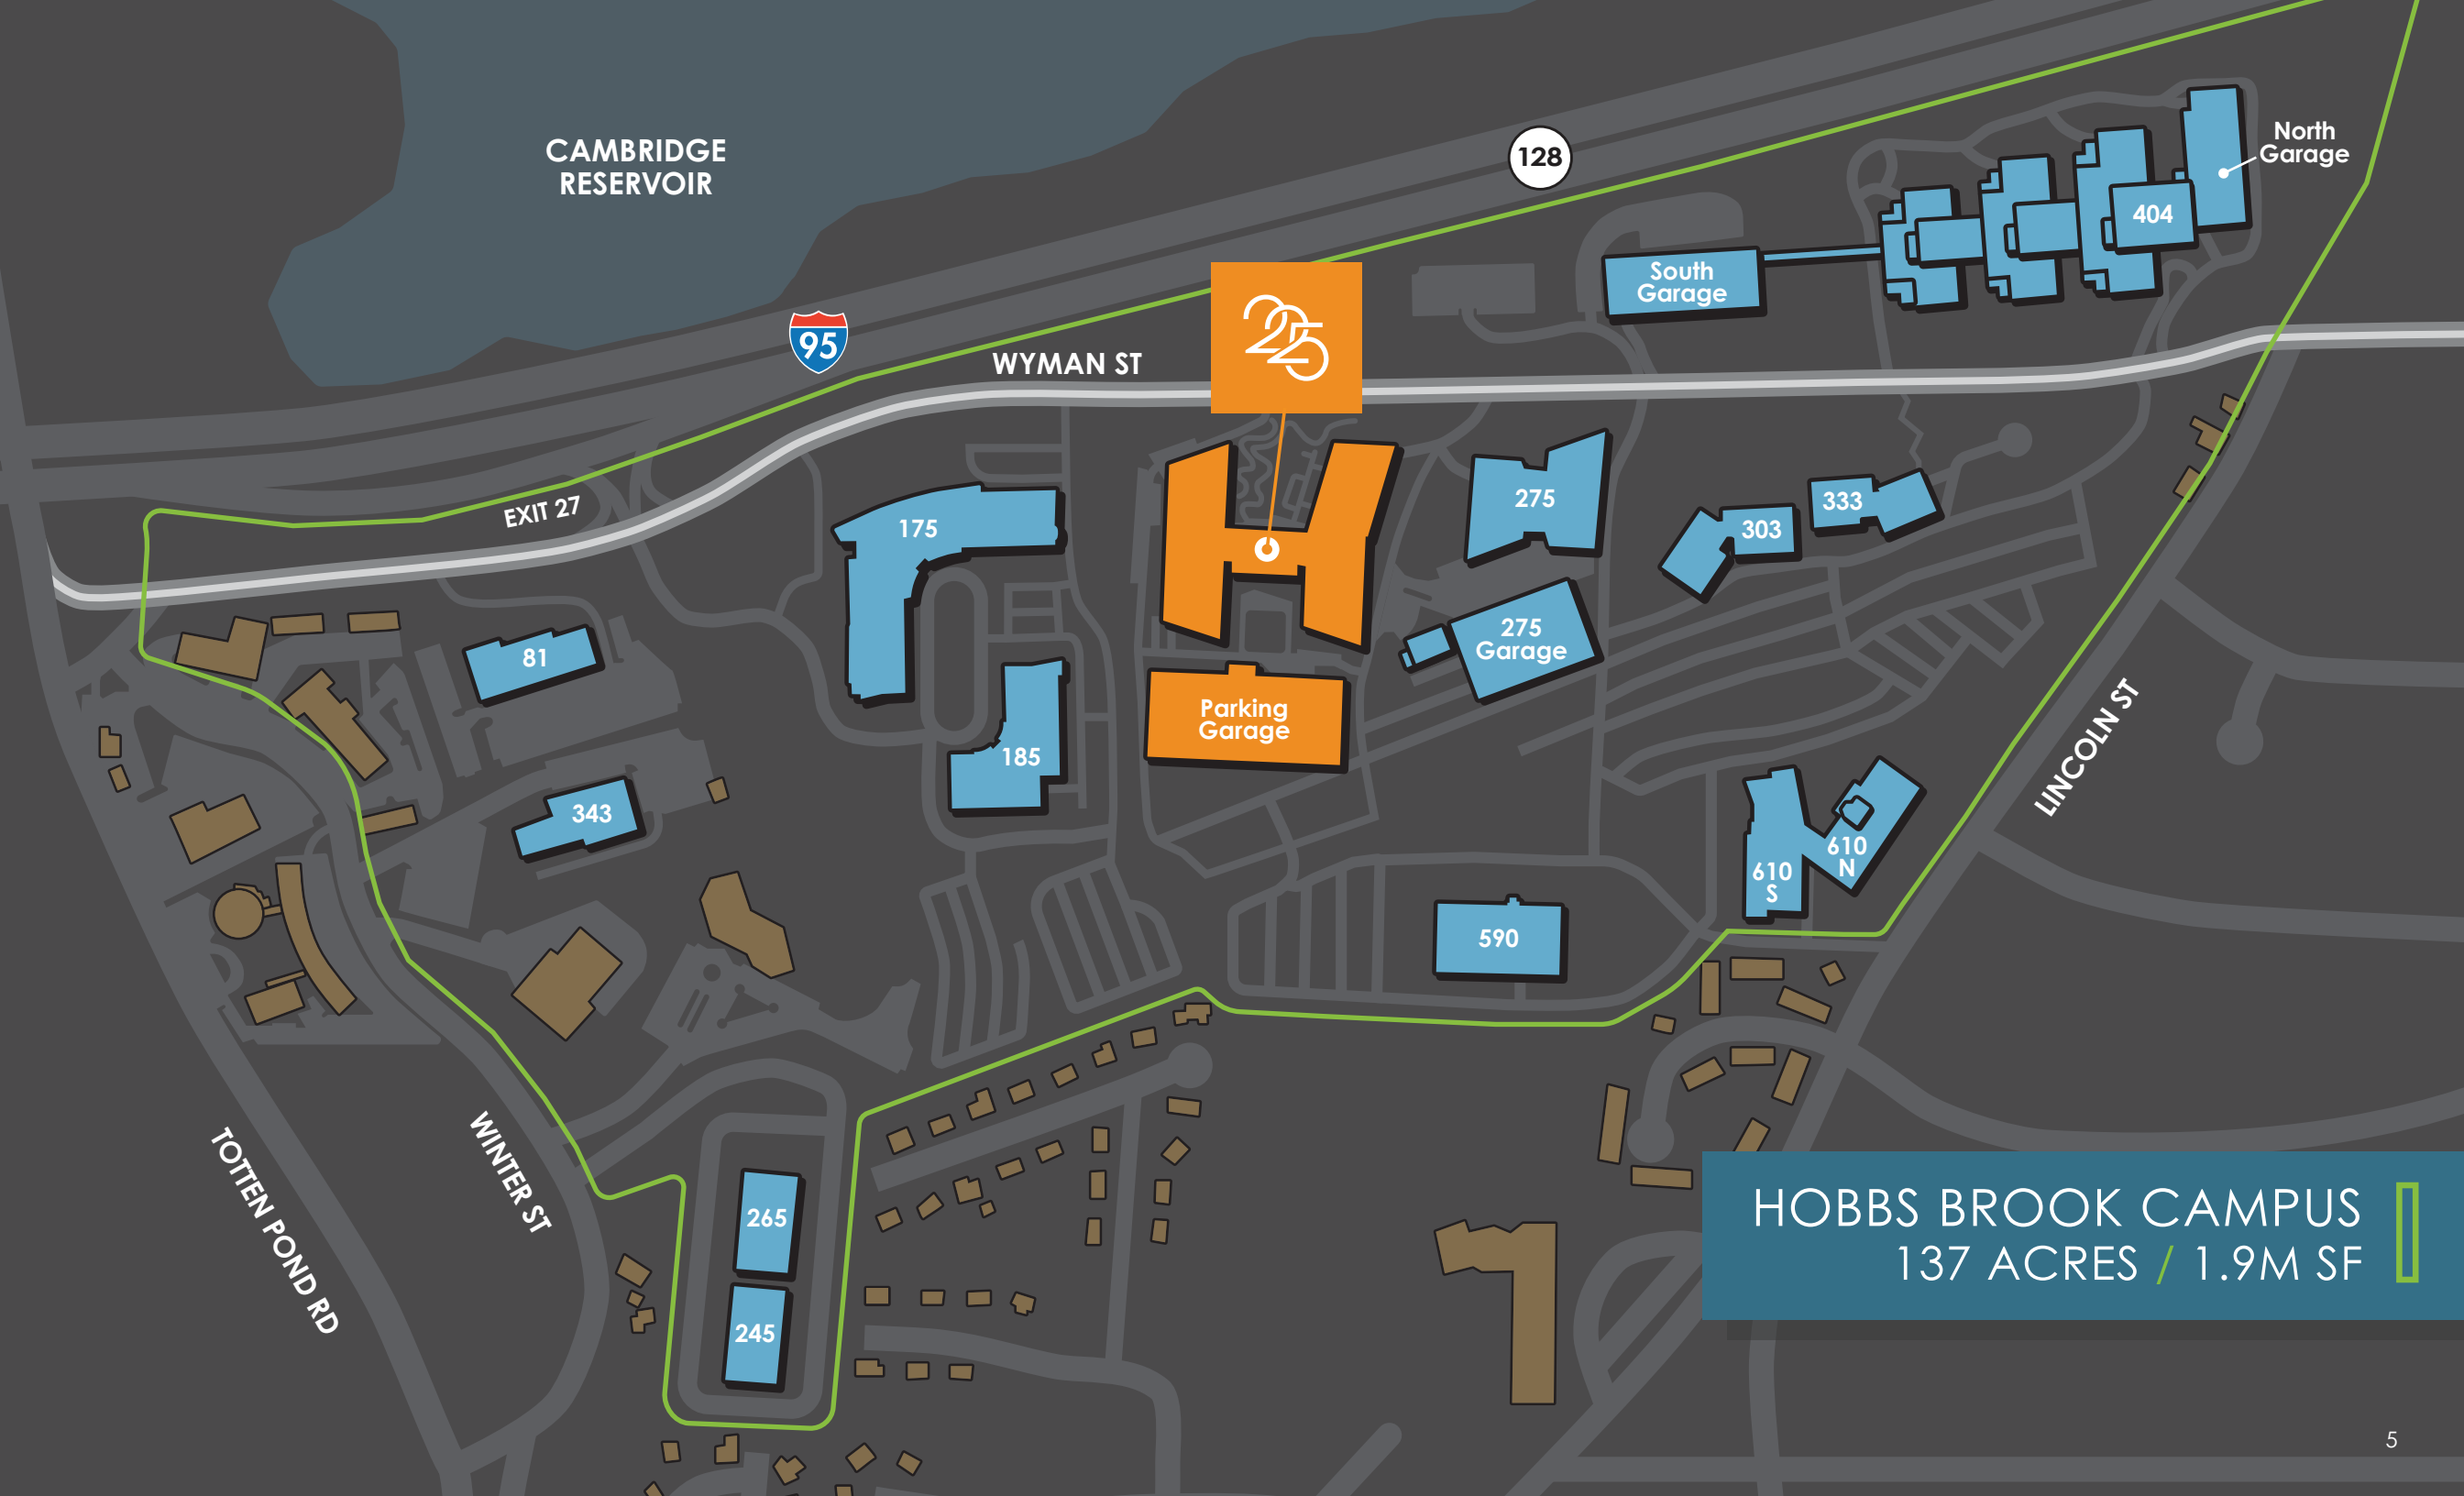 CAMBRIDGE
RESERVOIR
128
North
Garage
404
South
Garage
95
WYMAN ST
225
EXIT 27
175
275
333
303
81
275
Garage
Parking
Garage
185
343
LINCOLN ST
610
N
610
S
590
TOTTEN POND RD
WINTER ST
265
245
HOBBS BROOK CAMPUS
137 ACRES / 1.9M SF
5